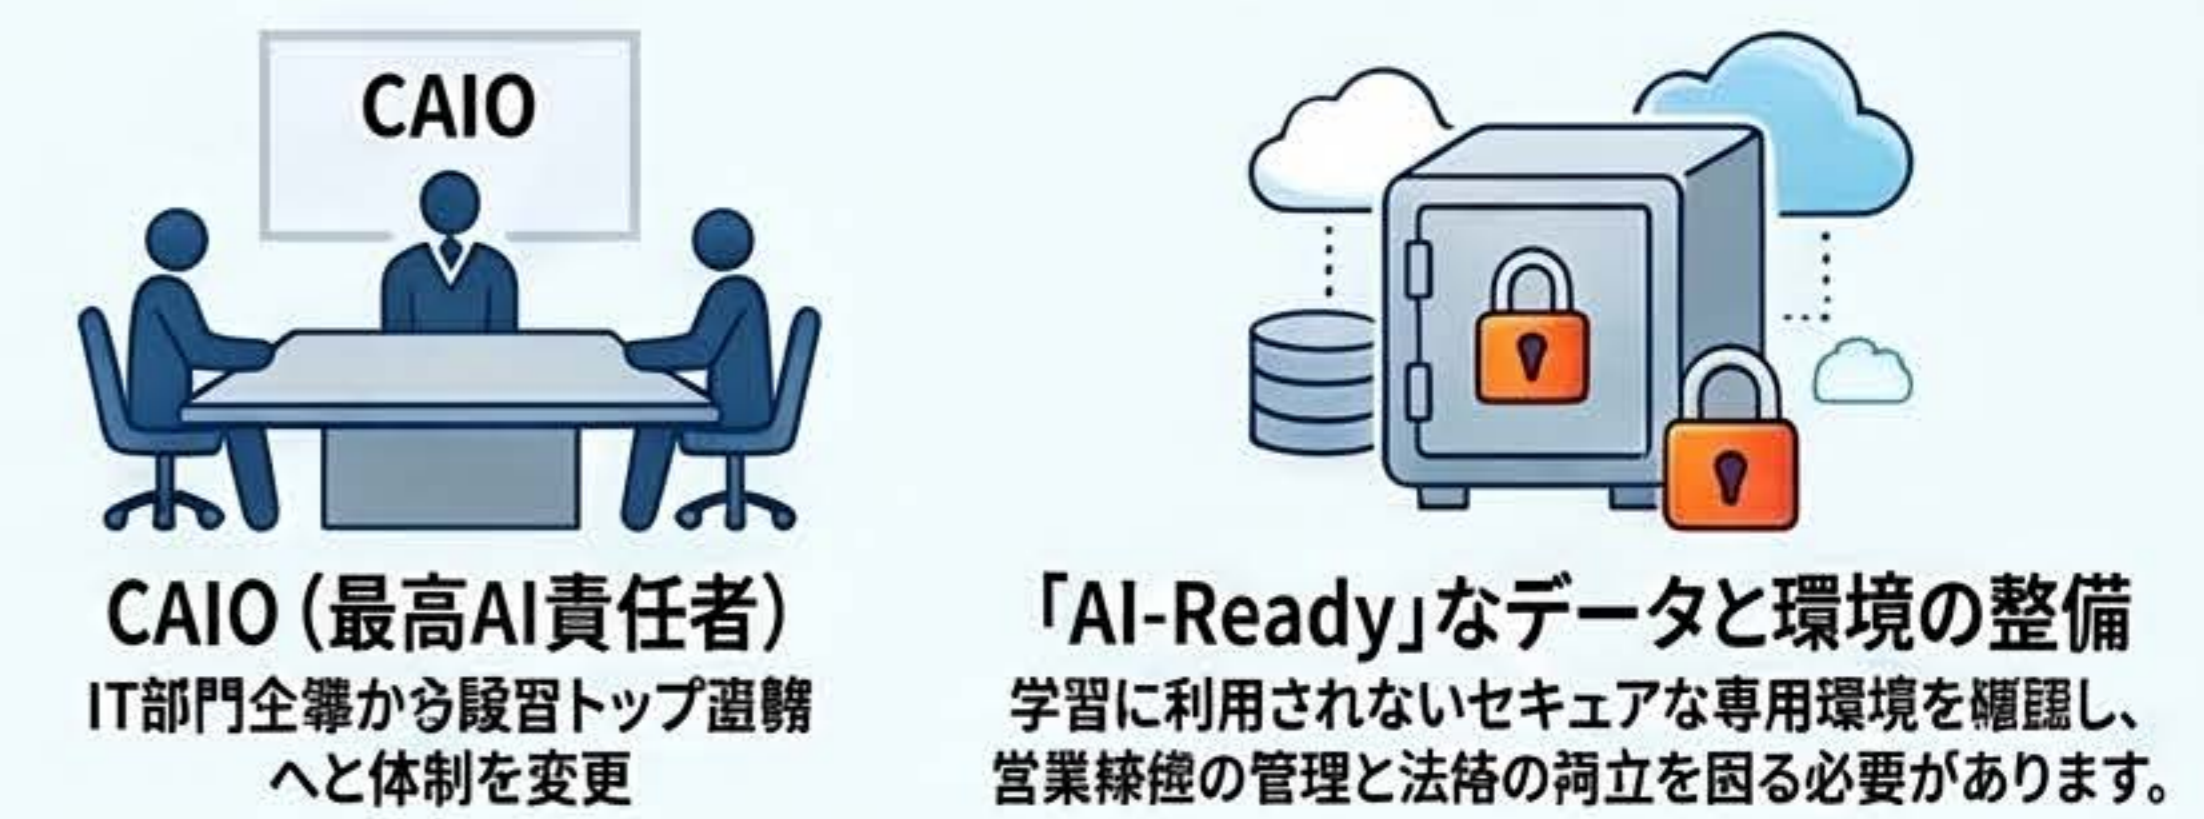 CAIO
CAIO（最高AI責任者）
IT部門 から 習トップ
へと体制を変更
「AI-Ready」なデータと環境の整備
学習に利用されないセキュアな専用環境を し、
営業 の管理と法 の 立を る必要があります。